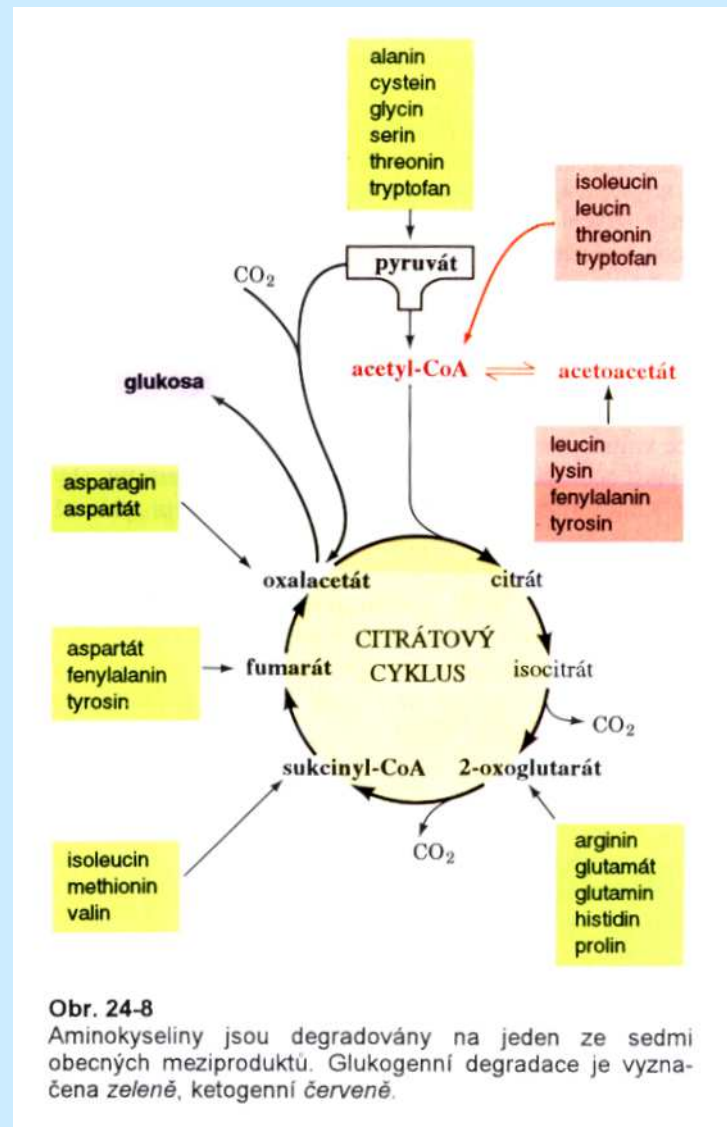 alanin
cystein
glycin
serin
threonin
tryptofan
isoleucin
leucin
threonin
tryptofan
pyruvát
CO₂
acetyl-CoA
acetoacetát
glukosa
leucin
lysin
fenylalanin
tyrosin
asparagin
aspartát
oxalacetát
citrát
CITRÁTOVÝ
CYKLUS
aspartát
fenylalanin
tyrosin
fumarát
isocitrát
CO₂
sukcinyl-CoA
2-oxoglutarát
CO₂
isoleucin
methionin
valin
arginin
glutamát
glutamin
histidin
prolin
Obr. 24-8
Aminokyseliny jsou degradovány na jeden ze sedmi
obecných meziproduktů. Glukogenní degradace je vyzna-
čena zeleně, ketogenní červeně.